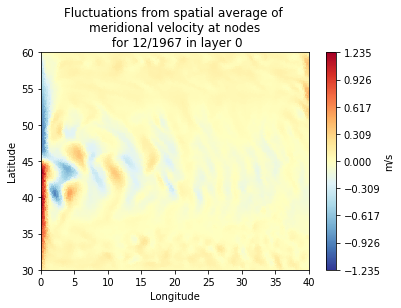 Fluctuations from spatial average of
meridional velocity at nodes
for 12/1967 in layer 0
60
55
50
45
40
35
30
Latitude
0 5 10 15 20 25 30 35 40
Longitude
1.235
0.926
0.617
0.309
0.000
−0.309
−0.617
−0.926
−1.235
m/s